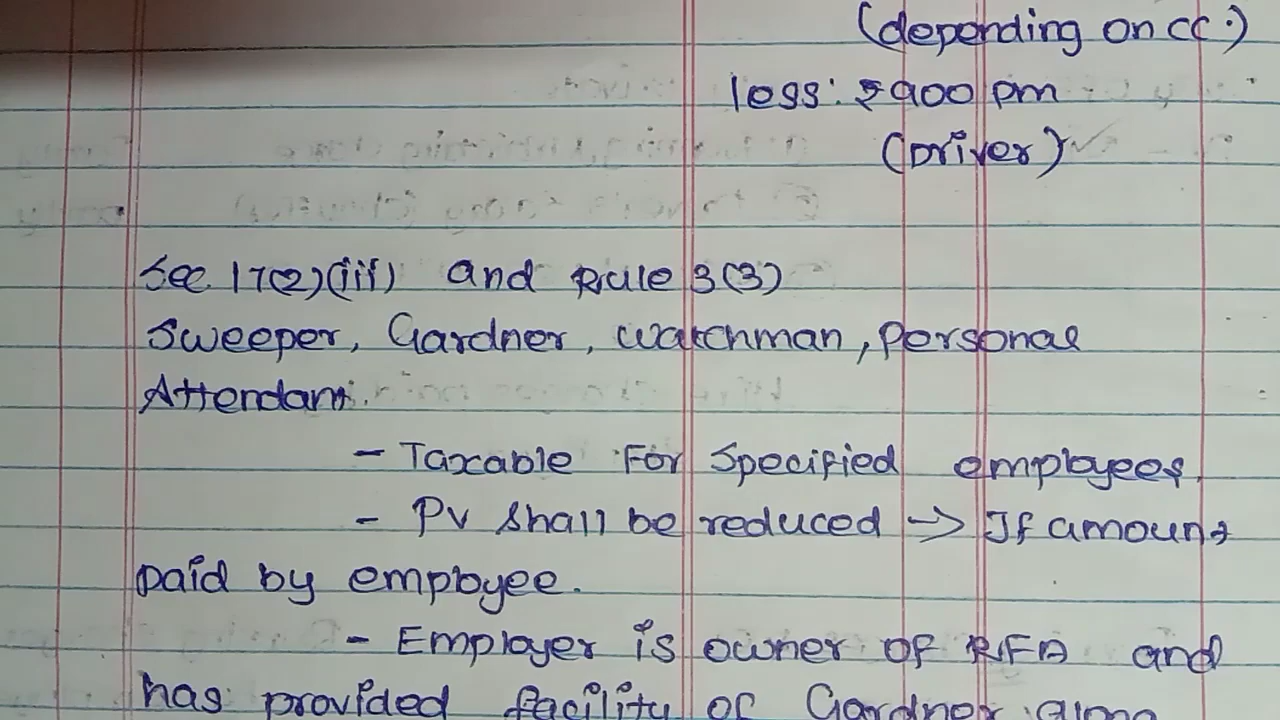 (depending on cc.)
less: ₹900 pm
(Driver)
Sec. 17(2)(iii) and Rule 3(3)
Sweeper, Gardner, watchman, personal
Attendant.
- Taxable For Specified employees.
- PV shall be reduced -> If amount
paid by employee.
- Employer is owner of RFA and
has provided facility of Gardner along